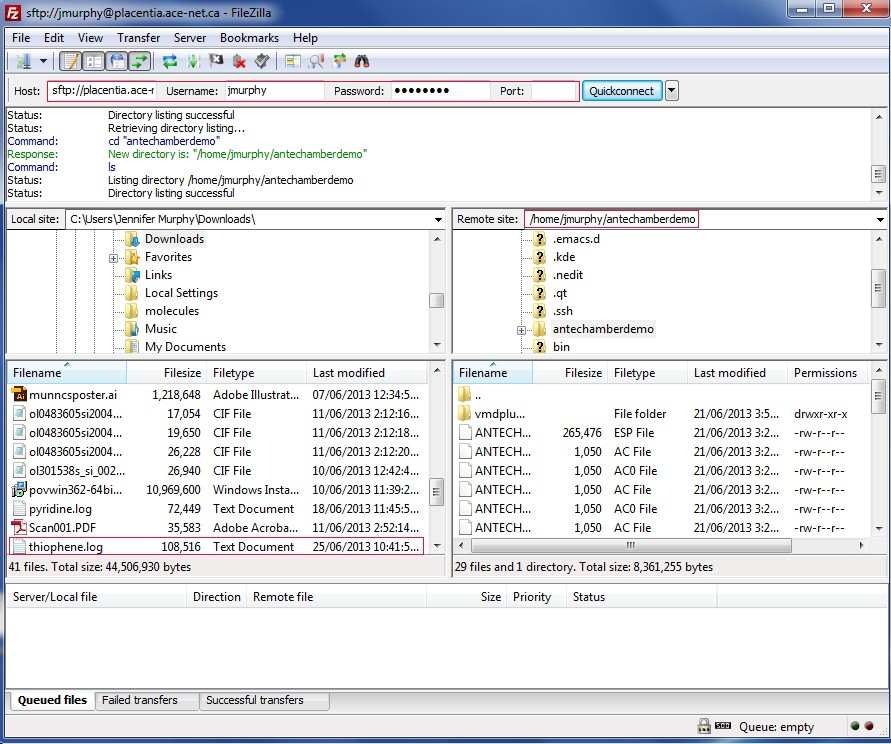 sftp://jmurphy@placentia.ace-net.ca - FileZilla
File Edit View Transfer Server Bookmarks Help
Host: sftp://placentia.ace-r Username: jmurphy Password: ●●●●●●●● Port: Quickconnect
Status: Directory listing successful
Status: Retrieving directory listing...
Command: cd "antechamberdemo"
Response: New directory is: "/home/jmurphy/antechamberdemo"
Command: ls
Status: Listing directory /home/jmurphy/antechamberdemo
Status: Directory listing successful
Local site: C:\Users\Jennifer Murphy\Downloads\
Downloads
Favorites
Links
Local Settings
molecules
Music
My Documents
Remote site: /home/jmurphy/antechamberdemo
.emacs.d
.kde
.nedit
.qt
.ssh
antechamberdemo
bin
Filename Filesize Filetype Last modified
munncsposter.ai 1,218,648 Adobe Illustrat... 07/06/2013 12:34:5...
ol0483605si2004... 17,054 CIF File 11/06/2013 2:12:16...
ol0483605si2004... 19,650 CIF File 11/06/2013 2:12:18...
ol0483605si2004... 26,228 CIF File 11/06/2013 2:12:20...
ol301538s_si_002... 26,940 CIF File 10/06/2013 12:42:4...
povwin362-64bi... 10,969,600 Windows Insta... 10/06/2013 11:39:2...
pyridine.log 72,449 Text Document 18/06/2013 11:45:5...
Scan001.PDF 35,583 Adobe Acroba... 11/06/2013 2:52:14...
thiophene.log 108,516 Text Document 25/06/2013 10:41:5...
41 files. Total size: 44,506,930 bytes
Filename Filesize Filetype Last modified Permissions
..
vmdplu... File folder 21/06/2013 3:5... drwxr-xr-x
ANTECH... 265,476 ESP File 21/06/2013 3:2... -rw-r--r--
ANTECH... 1,050 AC File 21/06/2013 3:2... -rw-r--r--
ANTECH... 1,050 AC0 File 21/06/2013 3:2... -rw-r--r--
ANTECH... 1,050 AC File 21/06/2013 3:2... -rw-r--r--
ANTECH... 1,050 AC0 File 21/06/2013 3:2... -rw-r--r--
ANTECH... 1,050 AC File 21/06/2013 3:2... -rw-r--r--
29 files and 1 directory. Total size: 8,361,255 bytes
Server/Local file Direction Remote file Size Priority Status
Queued files Failed transfers Successful transfers
Queue: empty